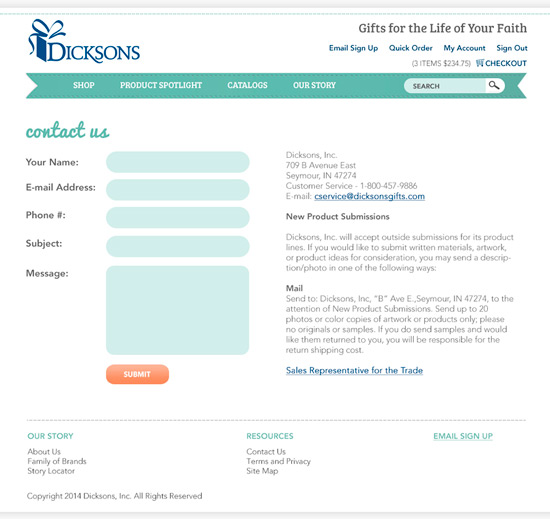 DICKSONS
Gifts for the Life of Your Faith
Email Sign Up Quick Order My Account Sign Out
(3 ITEMS $234.75) CHECKOUT
SHOP PRODUCT SPOTLIGHT CATALOGS OUR STORY SEARCH
contact us
Your Name:
E-mail Address:
Phone #:
Subject:
Message:
SUBMIT
Dicksons, Inc.
709 B Avenue East
Seymour, IN 47274
Customer Service - 1-800-457-9886
E-mail: cservice@dicksonsgifts.com
New Product Submissions
Dicksons, Inc. will accept outside submissions for its product
lines. If you would like to submit written materials, artwork,
or product ideas for consideration, you may send a descrip-
tion/photo in one of the following ways:
Mail
Send to: Dicksons, Inc, "B" Ave E.,Seymour, IN 47274, to the
attention of New Product Submissions. Send up to 20
photos or color copies of artwork or products only; please
no originals or samples. If you do send samples and would
like them returned to you, you will be responsible for the
return shipping cost.
Sales Representative for the Trade
OUR STORY
About Us
Family of Brands
Story Locator
RESOURCES
Contact Us
Terms and Privacy
Site Map
EMAIL SIGN UP
Copyright 2014 Dicksons, Inc. All Rights Reserved